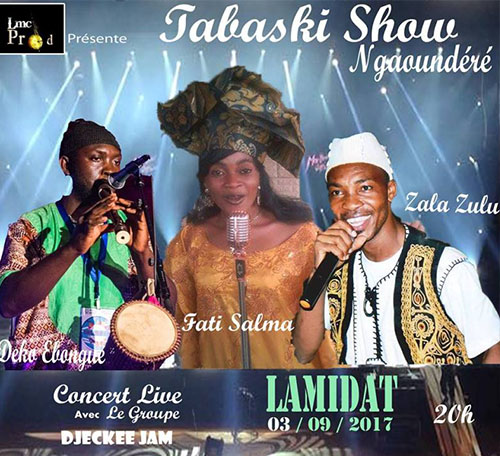 Lmc
Prod
Présente
Tabaski Show
Ngaoundéré
Zala Zulu
Fati Salma
Deko Ebongue
Concert Live
Avec Le Groupe
DJECKEE JAM
LAMIDAT
03 / 09 / 2017
20h